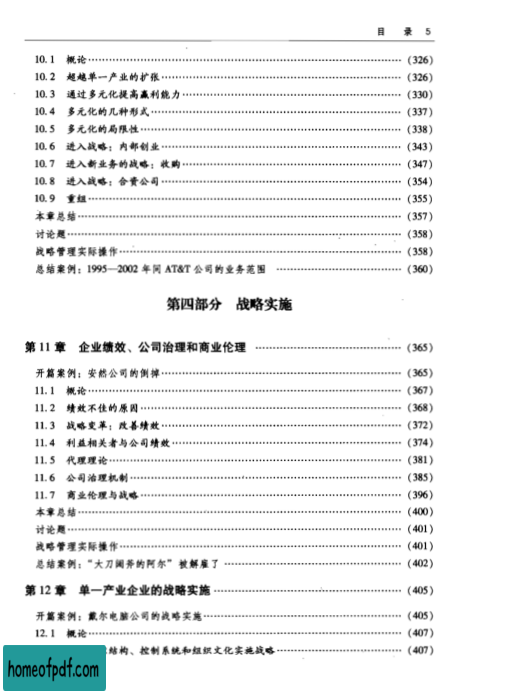 目 录 5
10.1 概论 (326)
10.2 超越单一产业的扩张 (326)
10.3 通过多元化提高赢利能力 (330)
10.4 多元化的几种形式 (337)
10.5 多元化的局限性 (338)
10.6 进入战略：内部创业 (343)
10.7 进入新业务的战略：收购 (347)
10.8 进入战略：合资公司 (354)
10.9 重组 (355)
本章总结 (357)
讨论题 (358)
战略管理实际操作 (358)
总结案例：1995—2002 年间 AT&T 公司的业务范围 (360)
第四部分 战略实施
第 11 章 企业绩效、公司治理和商业伦理 (365)
开篇案例：安然公司的倒掉 (365)
11.1 概论 (367)
11.2 绩效不佳的原因 (368)
11.3 战略变革：改善绩效 (372)
11.4 利益相关者与公司绩效 (374)
11.5 代理理论 (381)
11.6 公司治理机制 (385)
11.7 商业伦理与战略 (396)
本章总结 (400)
讨论题 (401)
战略管理实际操作 (401)
总结案例：“大刀阔斧的阿尔”被解雇了 (402)
第 12 章 单一产业企业的战略实施 (405)
开篇案例：戴尔电脑公司的战略实施 (405)
12.1 概论 (407)
结构、控制系统和组织文化实施战略 (407)
homeofpdf.com